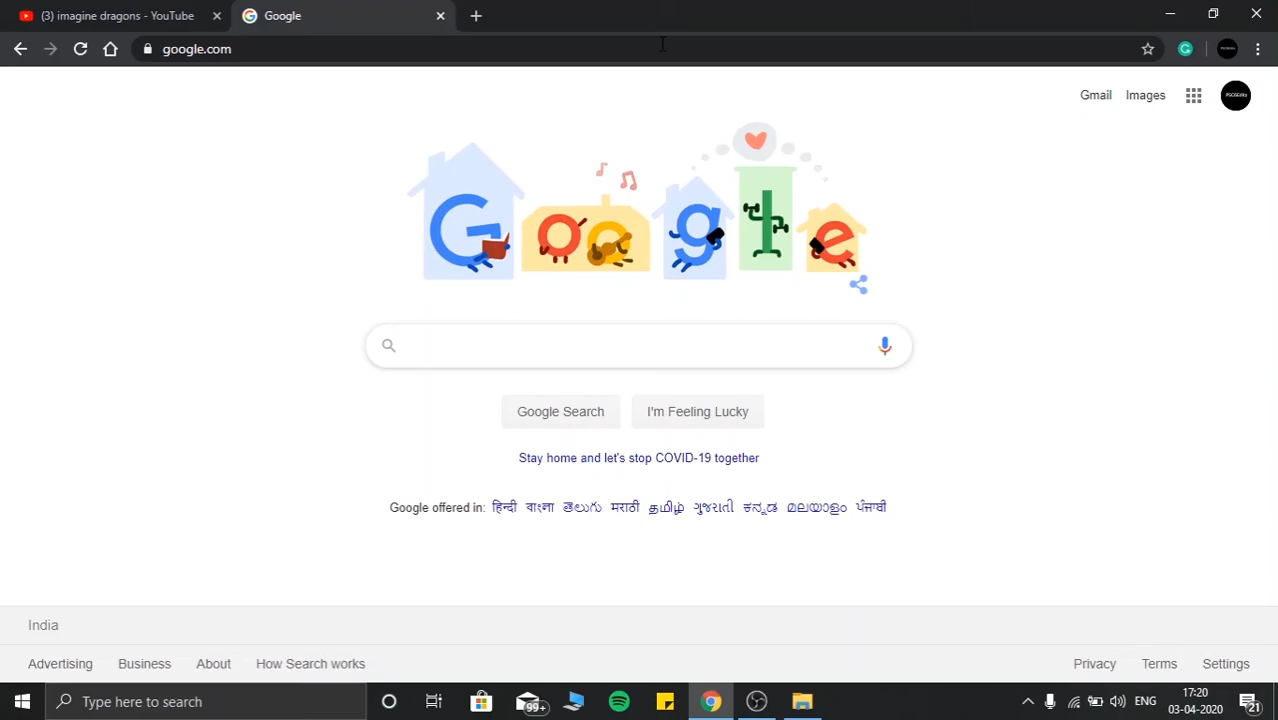 (3) imagine dragons - YouTube
Google
google.com
Gmail Images
Google
Google Search I'm Feeling Lucky
Stay home and let's stop COVID-19 together
Google offered in: हिन्दी বাংলা తెలుగు मराठी தமிழ் ગુજરાતી ಕನ್ನಡ മലയാളം ਪੰਜਾਬੀ
India
Advertising Business About How Search works Privacy Terms Settings
Type here to search 99+ ENG 17:20
03-04-2020 21